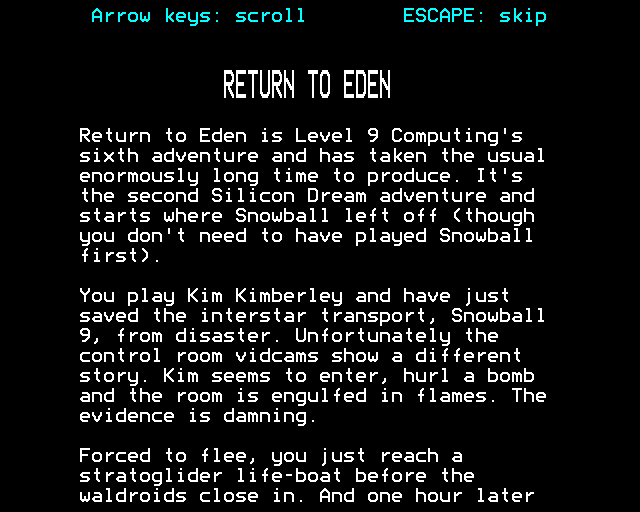 Arrow keys: scroll ESCAPE: skip
RETURN TO EDEN
Return to Eden is Level 9 Computing's
sixth adventure and has taken the usual
enormously long time to produce. It's
the second Silicon Dream adventure and
starts where Snowball left off (though
you don't need to have played Snowball
first).
You play Kim Kimberley and have just
saved the interstar transport, Snowball
9, from disaster. Unfortunately the
control room vidcams show a different
story. Kim seems to enter, hurl a bomb
and the room is engulfed in flames. The
evidence is damning.
Forced to flee, you just reach a
stratoglider life-boat before the
waldroids close in. And one hour later